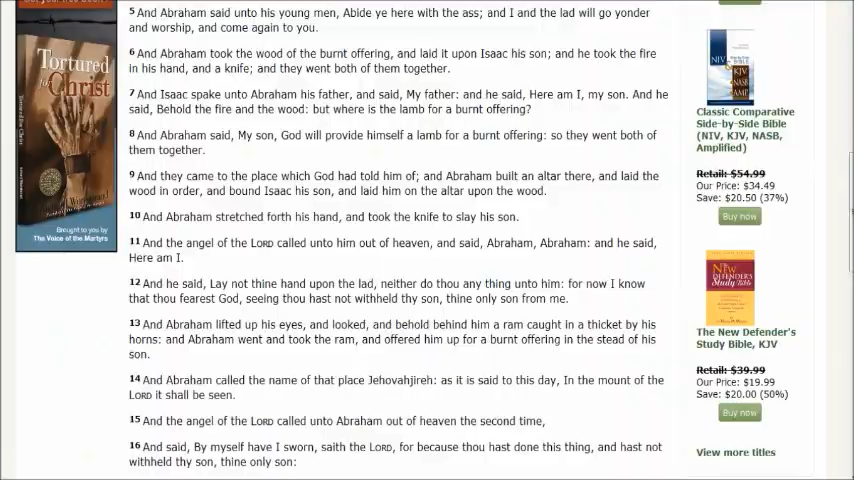 Tortured
for Christ
Brought to you by
The Voice of the Martyrs
5 And Abraham said unto his young men, Abide ye here with the ass; and I and the lad will go yonder
and worship, and come again to you.
6 And Abraham took the wood of the burnt offering, and laid it upon Isaac his son; and he took the fire
in his hand, and a knife; and they went both of them together.
7 And Isaac spake unto Abraham his father, and said, My father: and he said, Here am I, my son. And he
said, Behold the fire and the wood: but where is the lamb for a burnt offering?
8 And Abraham said, My son, God will provide himself a lamb for a burnt offering: so they went both of
them together.
9 And they came to the place which God had told him of; and Abraham built an altar there, and laid the
wood in order, and bound Isaac his son, and laid him on the altar upon the wood.
10 And Abraham stretched forth his hand, and took the knife to slay his son.
11 And the angel of the LORD called unto him out of heaven, and said, Abraham, Abraham: and he said,
Here am I.
12 And he said, Lay not thine hand upon the lad, neither do thou any thing unto him: for now I know
that thou fearest God, seeing thou hast not withheld thy son, thine only son from me.
13 And Abraham lifted up his eyes, and looked, and behold behind him a ram caught in a thicket by his
horns: and Abraham went and took the ram, and offered him up for a burnt offering in the stead of his
son.
14 And Abraham called the name of that place Jehovahjireh: as it is said to this day, In the mount of the
LORD it shall be seen.
15 And the angel of the LORD called unto Abraham out of heaven the second time,
16 And said, By myself have I sworn, saith the LORD, for because thou hast done this thing, and hast not
withheld thy son, thine only son:
NIV
KJV
NASB
AMP
Classic Comparative
Side-by-Side Bible
(NIV, KJV, NASB,
Amplified)
Retail: $54.99
Our Price: $34.49
Save: $20.50 (37%)
Buy now
The New
Defender's
Study Bible
The New Defender's
Study Bible, KJV
Retail: $39.99
Our Price: $19.99
Save: $20.00 (50%)
Buy now
View more titles